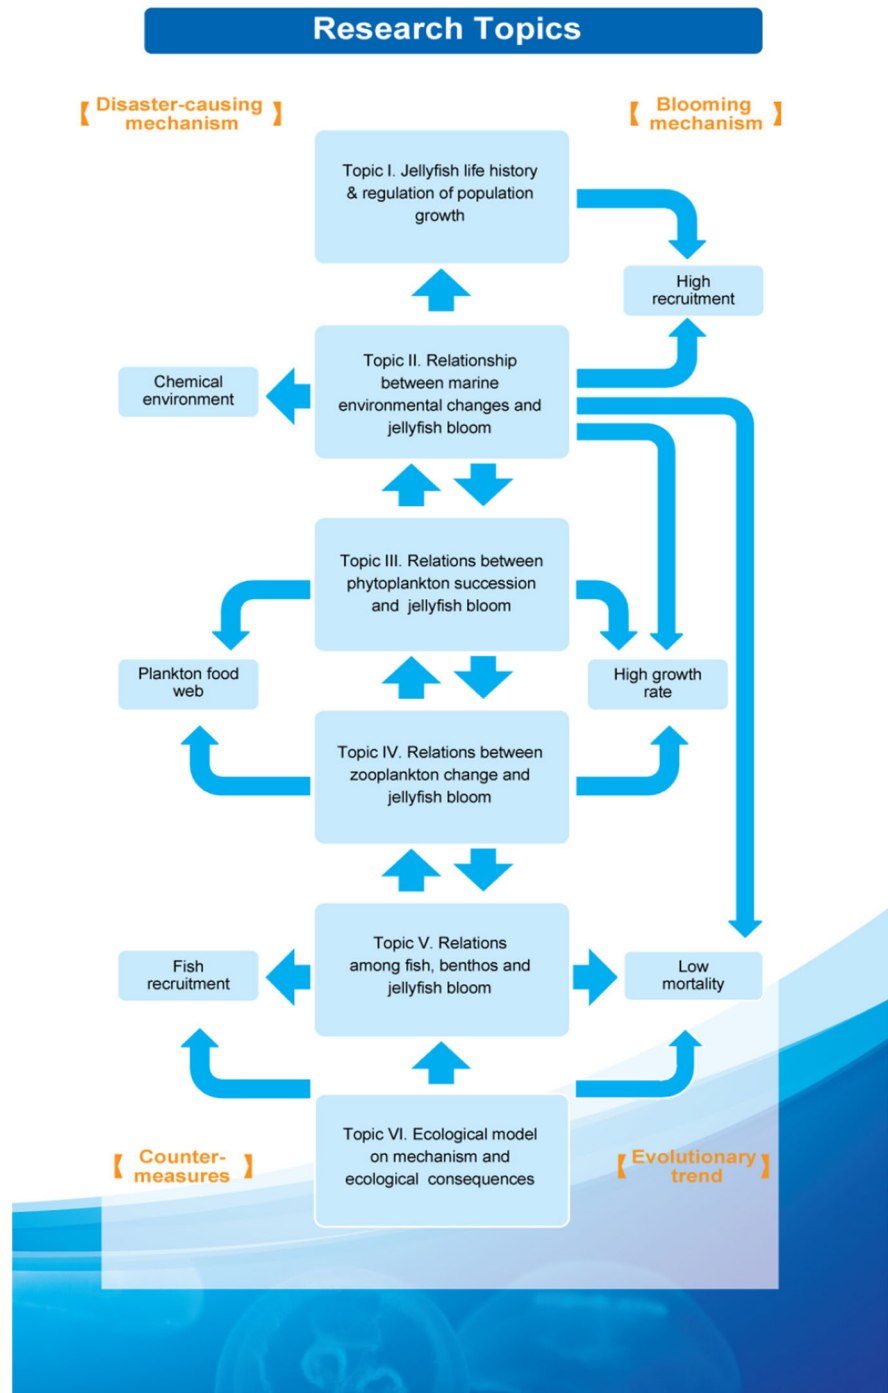 Research Topics
【 Disaster-causing 】
mechanism
【 Blooming 】
mechanism
Topic I. Jellyfish life history
& regulation of population
growth
High
recruitment
Topic II. Relationship
between marine
environmental changes and
jellyfish bloom
Chemical
environment
Topic III. Relations between
phytoplankton succession
and jellyfish bloom
Plankton food
web
High growth
rate
Topic IV. Relations between
zooplankton change and
jellyfish bloom
Topic V. Relations
among fish, benthos and
jellyfish bloom
Fish
recruitment
Low
mortality
Topic VI. Ecological model
on mechanism and
ecological consequences
【 Counter- 】
measures
【 Evolutionary 】
trend